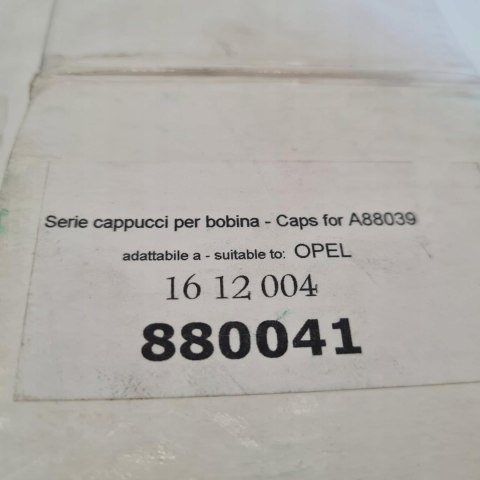 Serie cappucci per bobina - Caps for A88039
adattabile a - suitable to: OPEL
16 12 004
880041